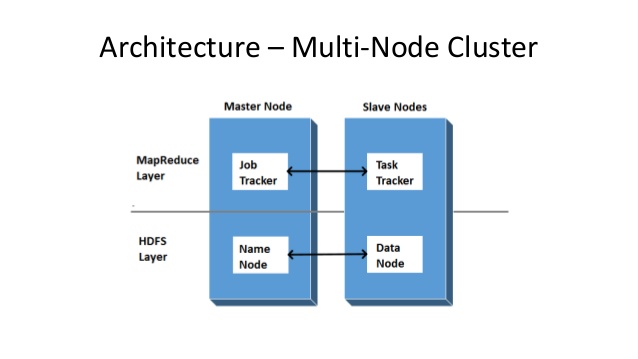 Architecture – Multi-Node Cluster
Master Node
Slave Nodes
MapReduce
Layer
Job
Tracker
Task
Tracker
HDFS
Layer
Name
Node
Data
Node